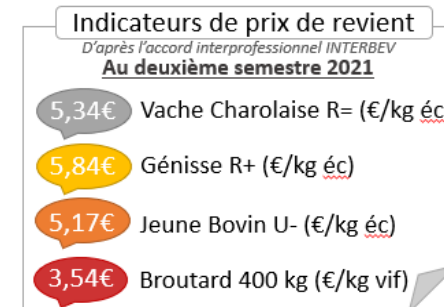 Indicateurs de prix de revient
D'après l'accord interprofessionnel INTERBEV
Au deuxième semestre 2021
5,34€ Vache Charolaise R= (€/kg éc
5,84€ Génisse R+ (€/kg éc)
5,17€ Jeune Bovin U- (€/kg éc)
3,54€ Broutard 400 kg (€/kg vif)